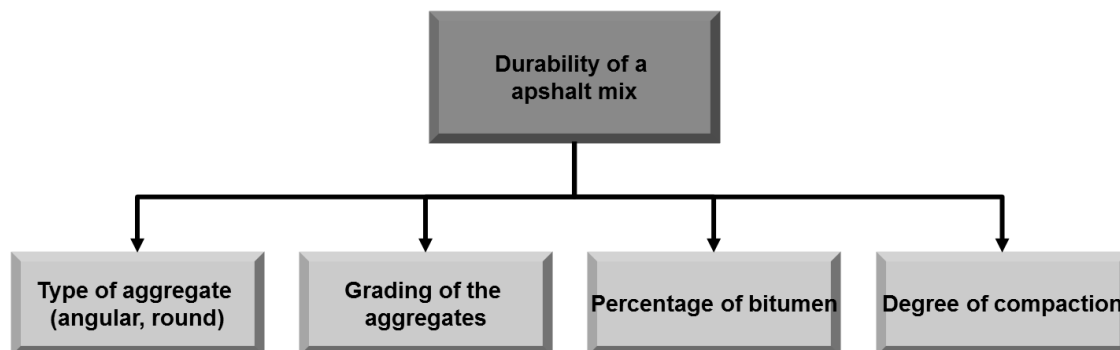 Durability of a
apshalt mix
Type of aggregate
(angular, round)
Grading of the
aggregates
Percentage of bitumen
Degree of compaction